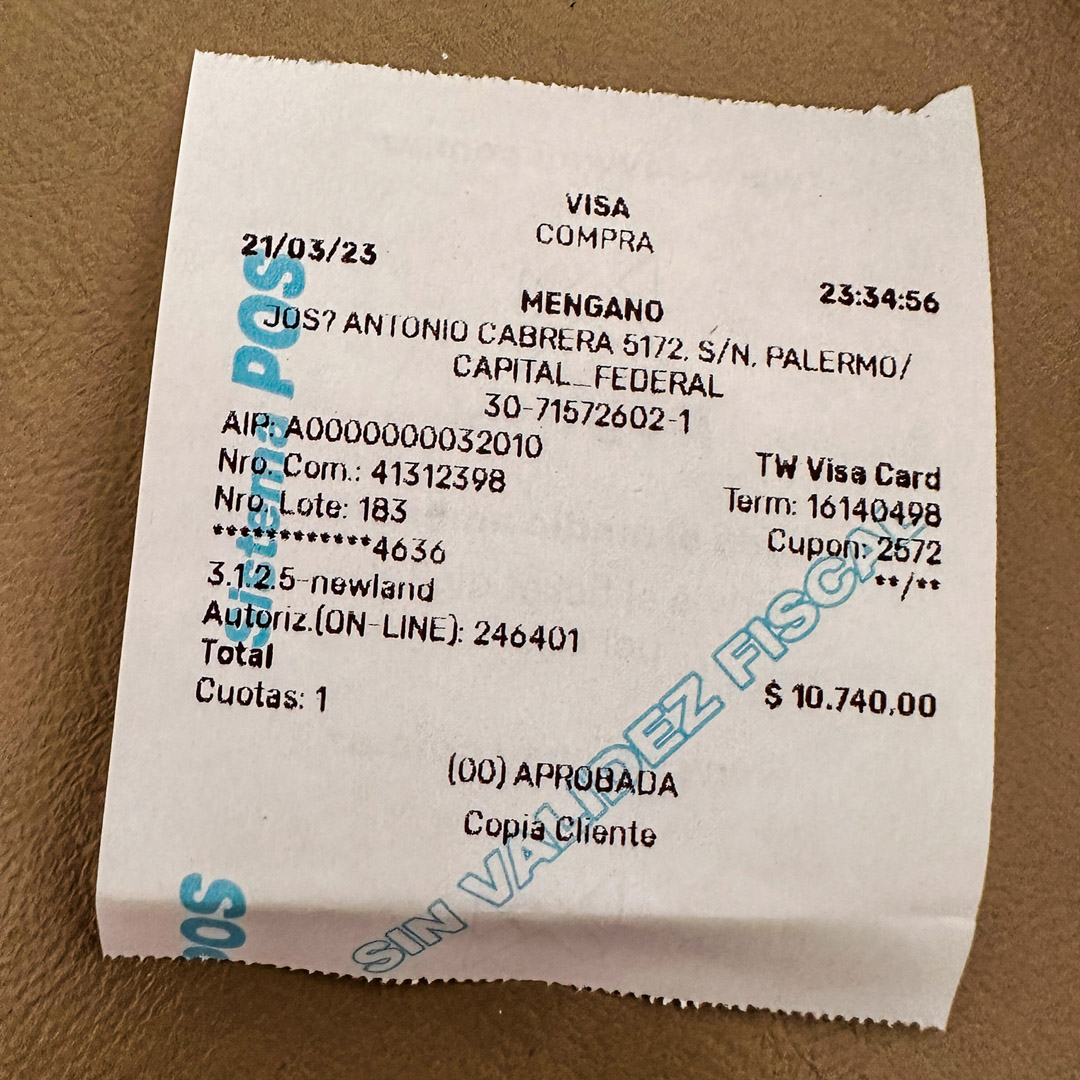 VISA
COMPRA
21/03/23
23:34:56
MENGANO
JOS? ANTONIO CABRERA 5172, S/N, PALERMO/
CAPITAL_FEDERAL
30-71572602-1
AIP: A0000000032010
TW Visa Card
Nro. Com.: 41312398
Term: 16140498
Nro. Lote: 183
Cupon: 2572
************4636
**/**
3.1.2.5-newland
Autoriz.(ON-LINE): 246401
Total
$ 10.740,00
Cuotas: 1
(00) APROBADA
Copia Cliente
Sistema POS
POS
SIN VALIDEZ FISCAL